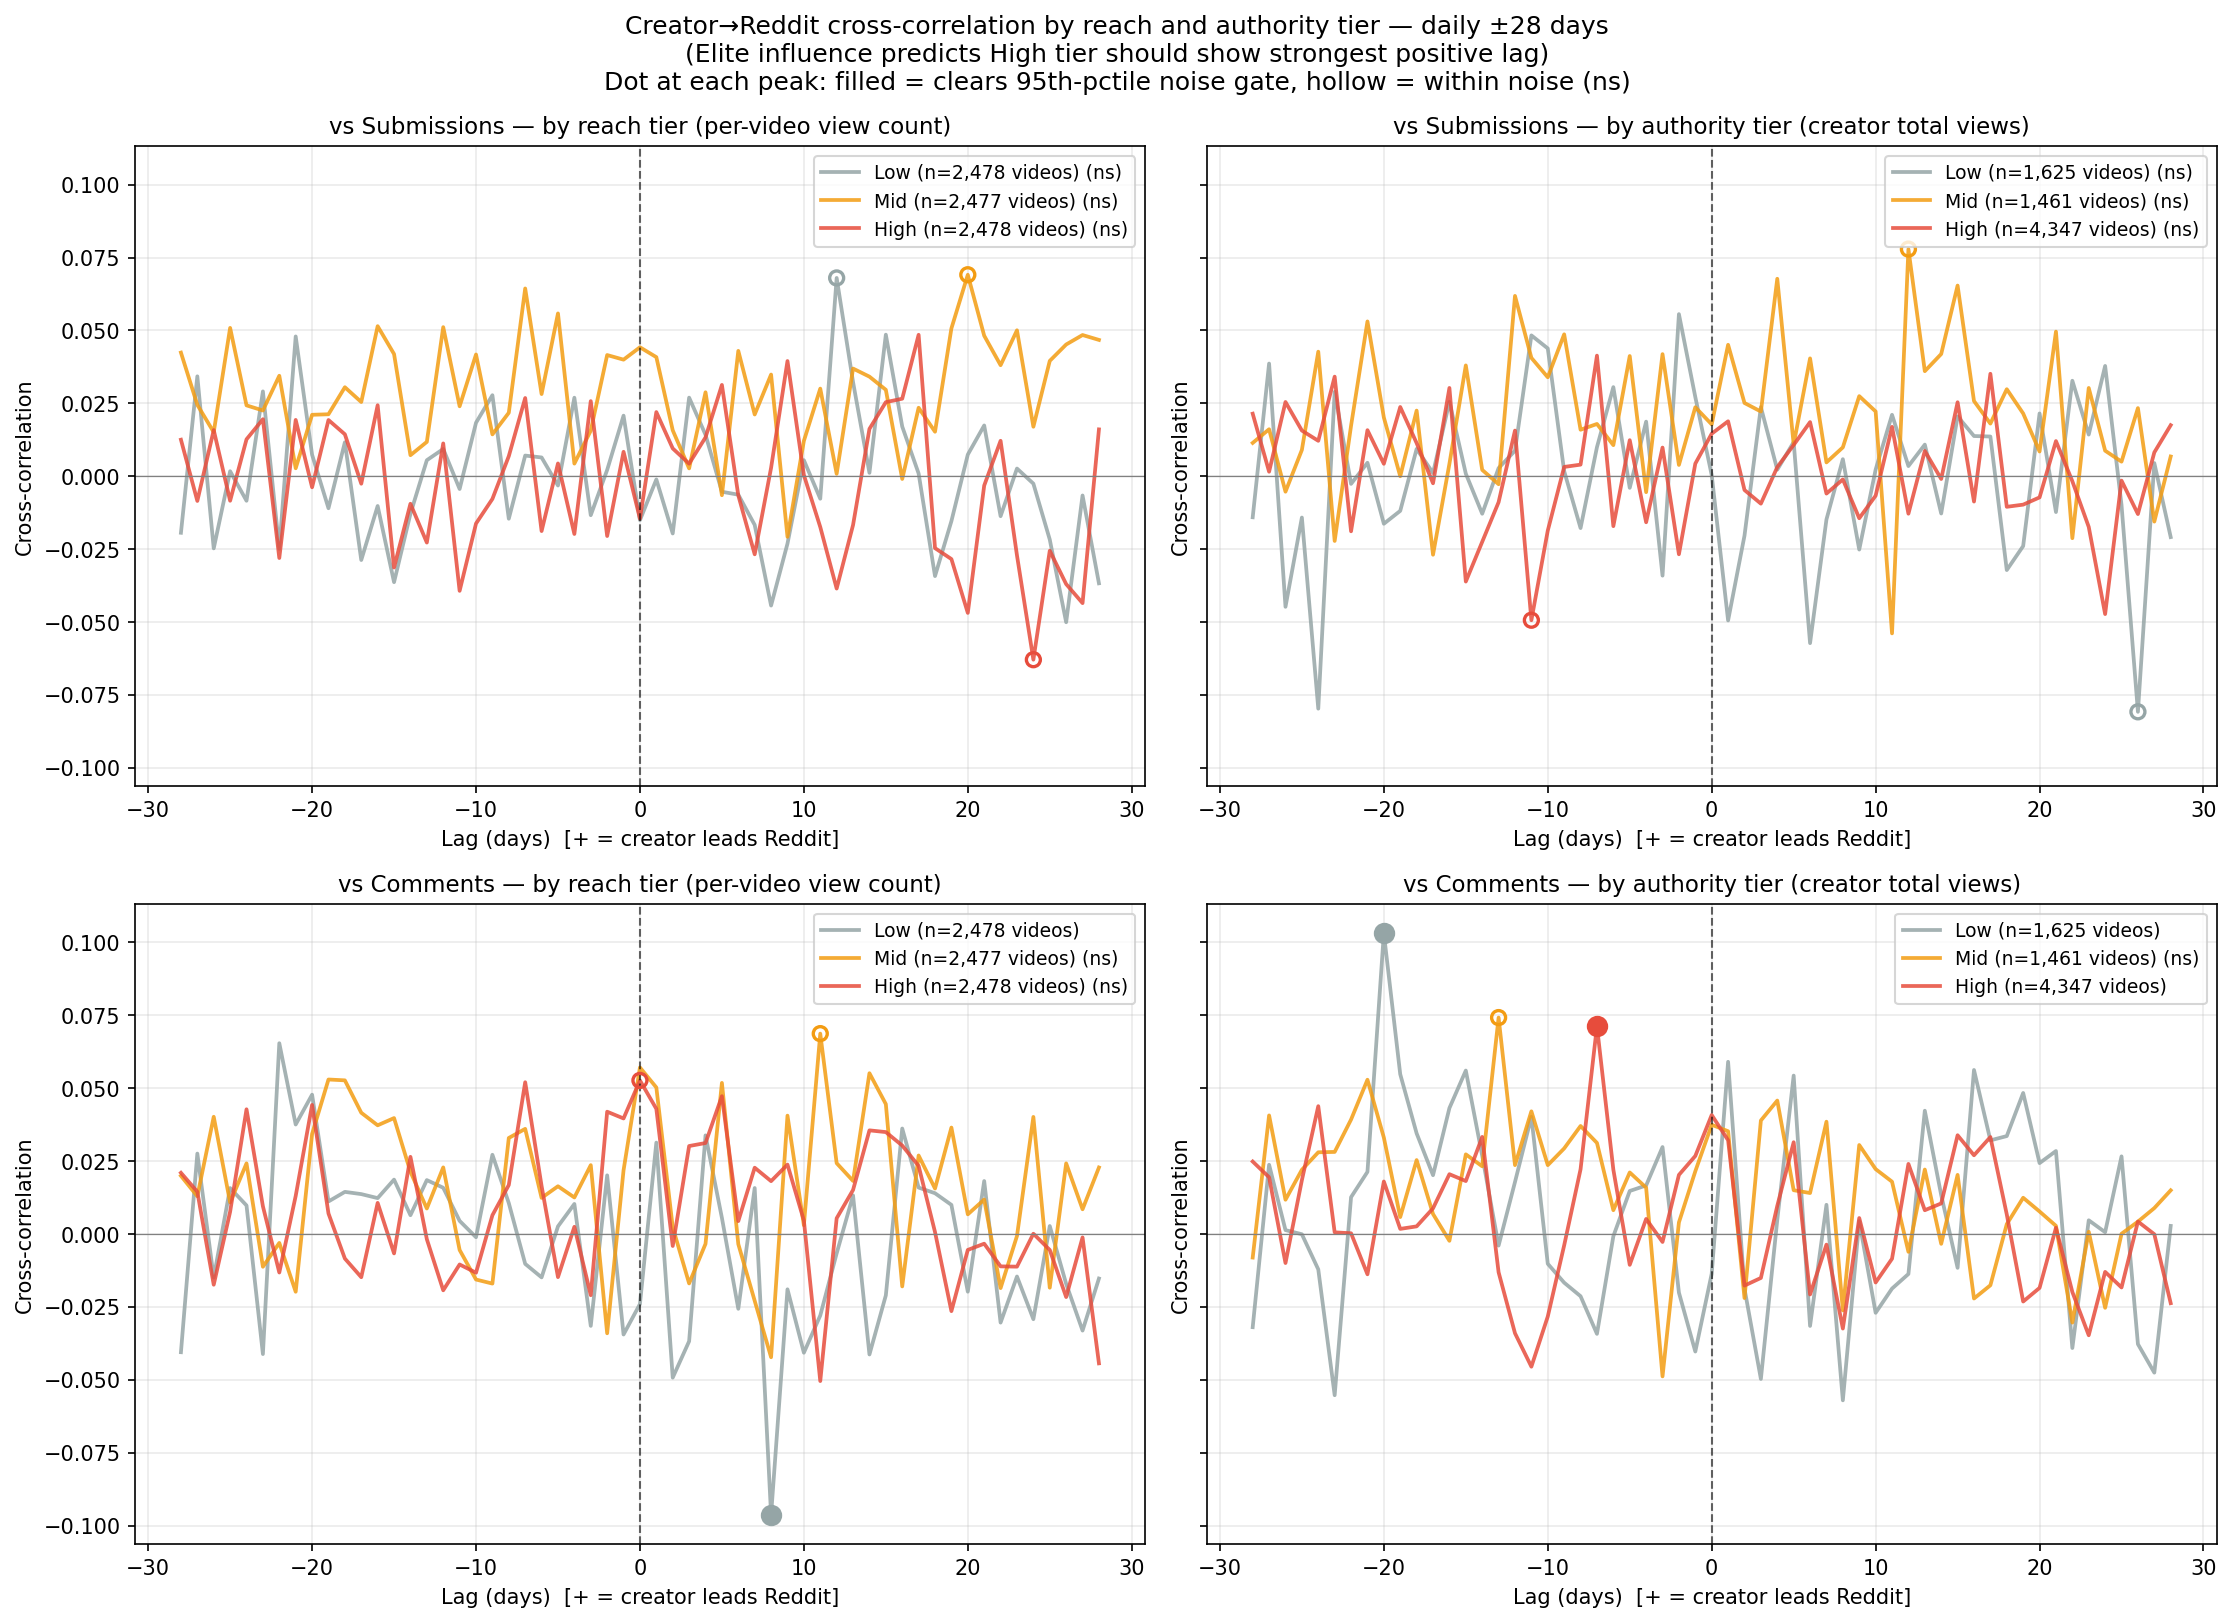 Creator→Reddit cross-correlation by reach and authority tier — daily ±28 days
(Elite influence predicts High tier should show strongest positive lag)
Dot at each peak: filled = clears 95th-pctile noise gate, hollow = within noise (ns)
vs Submissions — by reach tier (per-video view count)
Low (n=2,478 videos) (ns)
Mid (n=2,477 videos) (ns)
High (n=2,478 videos) (ns)
0.100
0.075
0.050
0.025
0.000
−0.025
−0.050
−0.075
−0.100
Cross-correlation
−30 −20 −10 0 10 20 30
Lag (days) [+ = creator leads Reddit]
vs Submissions — by authority tier (creator total views)
Low (n=1,625 videos) (ns)
Mid (n=1,461 videos) (ns)
High (n=4,347 videos) (ns)
Cross-correlation
−30 −20 −10 0 10 20 30
Lag (days) [+ = creator leads Reddit]
vs Comments — by reach tier (per-video view count)
Low (n=2,478 videos)
Mid (n=2,477 videos) (ns)
High (n=2,478 videos) (ns)
0.100
0.075
0.050
0.025
0.000
−0.025
−0.050
−0.075
−0.100
Cross-correlation
−30 −20 −10 0 10 20 30
Lag (days) [+ = creator leads Reddit]
vs Comments — by authority tier (creator total views)
Low (n=1,625 videos)
Mid (n=1,461 videos) (ns)
High (n=4,347 videos)
Cross-correlation
−30 −20 −10 0 10 20 30
Lag (days) [+ = creator leads Reddit]